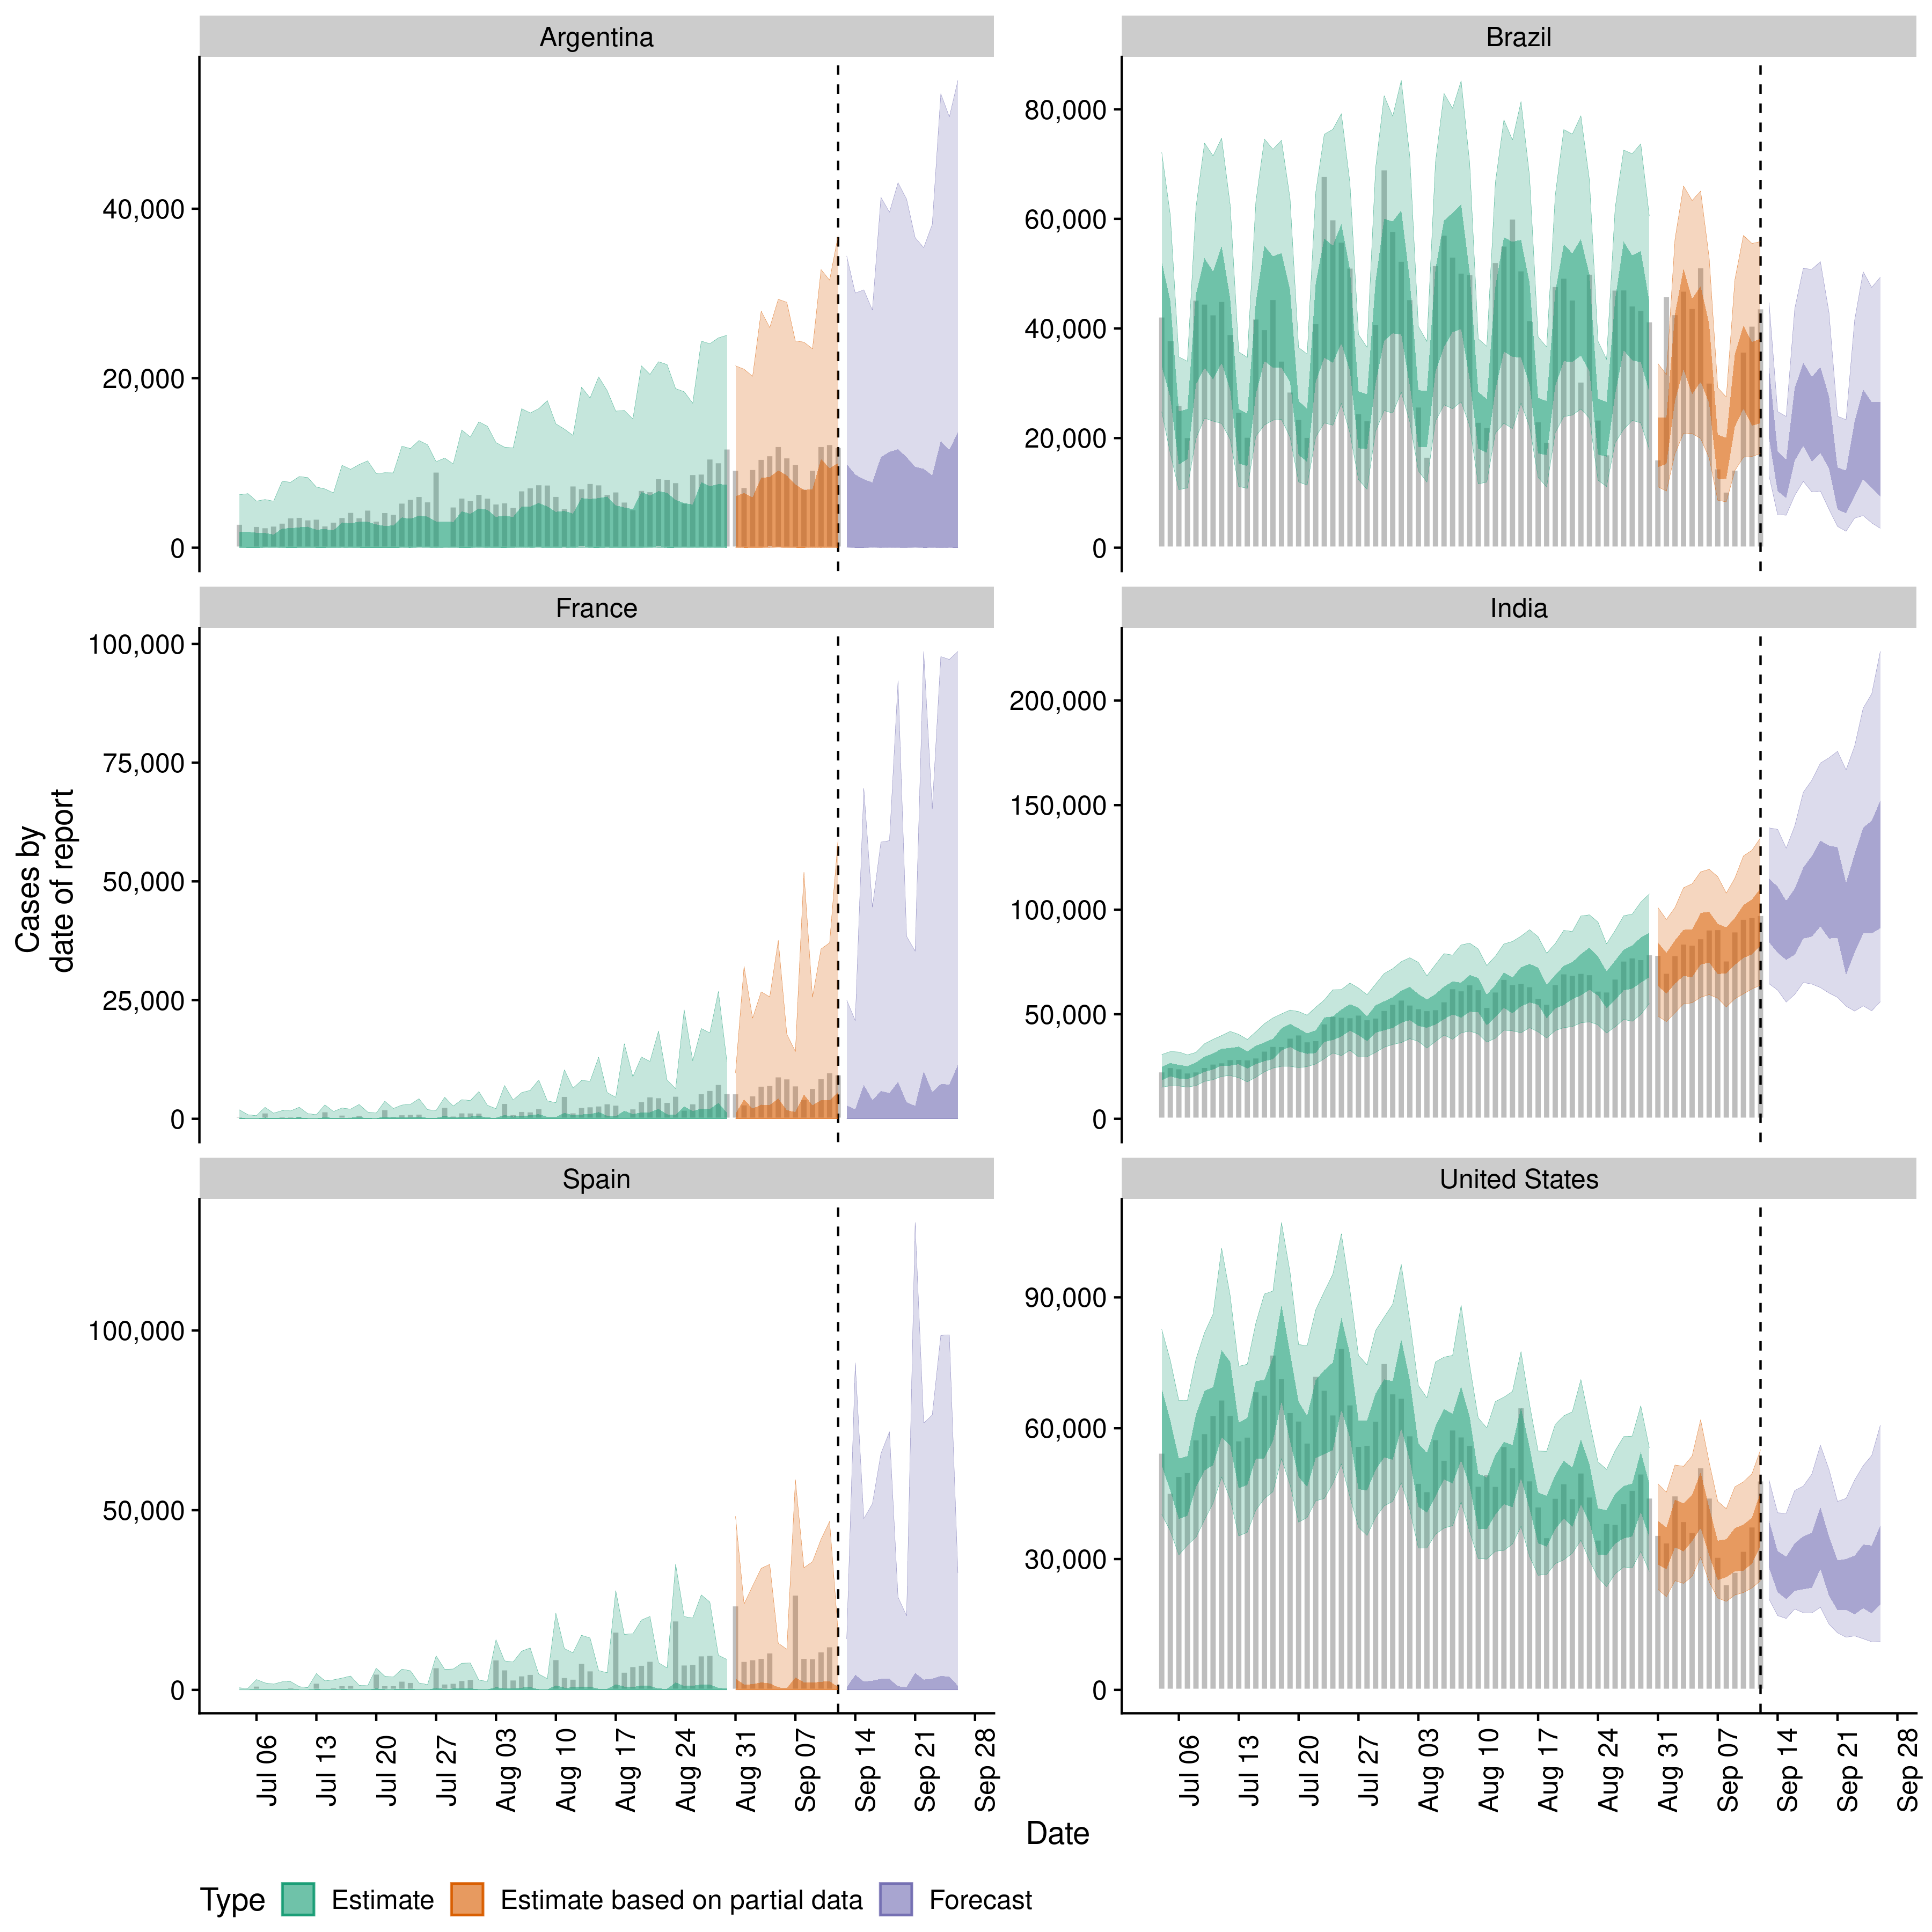 Argentina
Brazil
40,000
20,000
0
80,000
60,000
40,000
20,000
0
France
India
100,000
75,000
50,000
25,000
0
200,000
150,000
100,000
50,000
0
Spain
United States
100,000
50,000
0
90,000
60,000
30,000
0
Cases by
date of report
Jul 06
Jul 13
Jul 20
Jul 27
Aug 03
Aug 10
Aug 17
Aug 24
Aug 31
Sep 07
Sep 14
Sep 21
Sep 28
Jul 06
Jul 13
Jul 20
Jul 27
Aug 03
Aug 10
Aug 17
Aug 24
Aug 31
Sep 07
Sep 14
Sep 21
Sep 28
Date
Type Estimate Estimate based on partial data Forecast